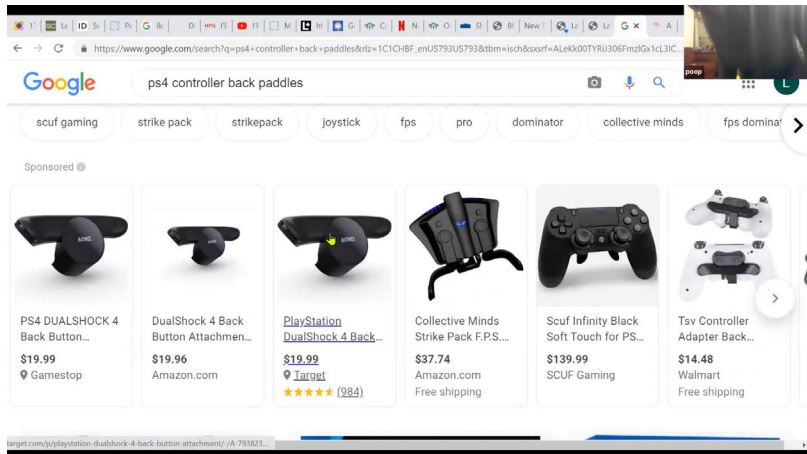 https://www.google.com/search?q=ps4+controller+back+paddles&rlz=1C1CHBF_enUS793US793&tbm=isch&sxsrf=ALeKk00TYRiJ306FmzIGx1cL3IC...
poop
Google
ps4 controller back paddles
L
scuf gaming
strike pack
strikepack
joystick
fps
pro
dominator
collective minds
fps dominat
Sponsored
PS4 DUALSHOCK 4
Back Button...
$19.99
Gamestop
DualShock 4 Back
Button Attachmen...
$19.96
Amazon.com
PlayStation
DualShock 4 Back...
$19.99
Target
(984)
Collective Minds
Strike Pack F.P.S....
$37.74
Amazon.com
Free shipping
Scuf Infinity Black
Soft Touch for PS...
$139.99
SCUF Gaming
Tsv Controller
Adapter Back...
$14.48
Walmart
Free shipping
target.com/p/playstation-dualshock-4-back-button-attachment/-/A-793823...